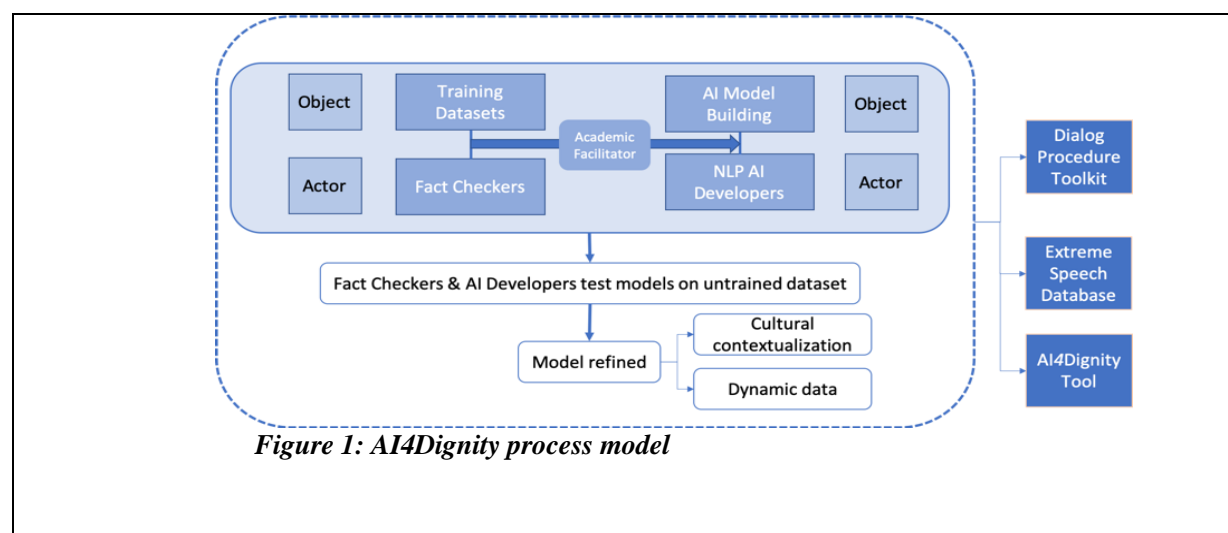 Object
Training
Datasets
AI Model
Building
Object
Academic
Facilitator
Actor
Fact Checkers
NLP AI
Developers
Actor
Fact Checkers & AI Developers test models on untrained dataset
Model refined
Cultural
contextualization
Dynamic data
Dialog
Procedure
Toolkit
Extreme
Speech
Database
AI4Dignity
Tool
Figure 1: AI4Dignity process model